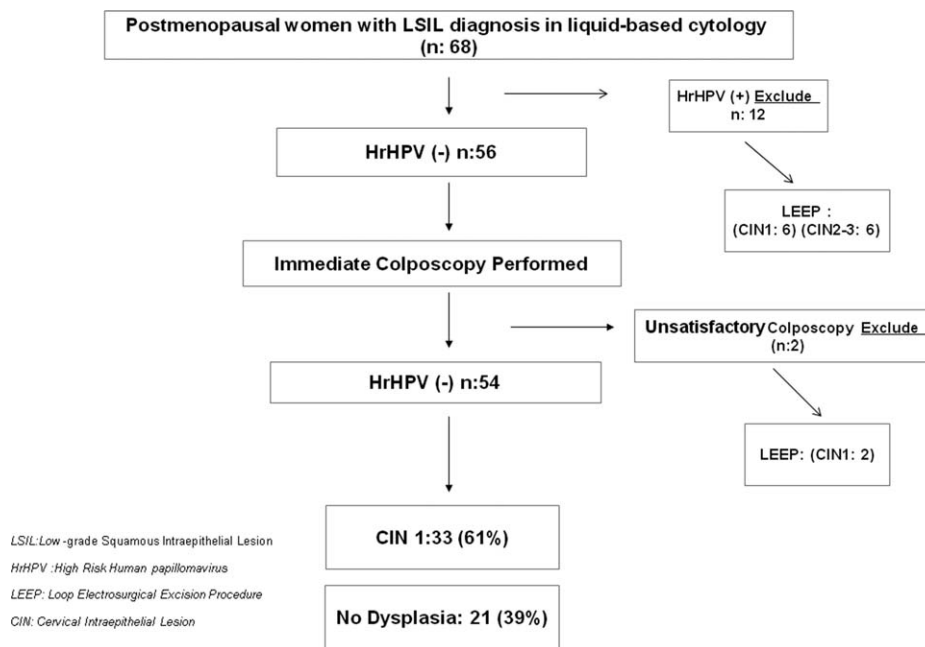 Postmenopausal women with LSIL diagnosis in liquid-based cytology
(n: 68)
HrHPV (+) Exclude
n: 12
HrHPV (-) n:56
LEEP :
(CIN1: 6) (CIN2-3: 6)
Immediate Colposcopy Performed
Unsatisfactory Colposcopy Exclude
(n:2)
HrHPV (-) n:54
LEEP: (CIN1: 2)
CIN 1:33 (61%)
No Dysplasia: 21 (39%)
LSIL:Low-grade Squamous Intraepithelial Lesion
HrHPV :High Risk Human papillomavirus
LEEP: Loop Electrosurgical Excision Procedure
CIN: Cervical Intraepithelial Lesion